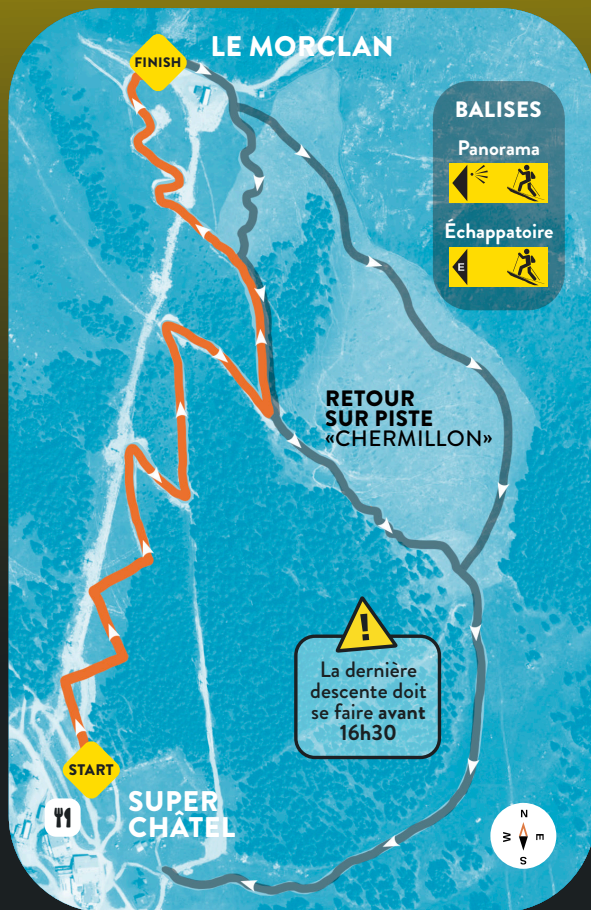 FINISH
LE MORCLAN
BALISES
Panorama
Échappatoire
E
RETOUR
SUR PISTE
«CHERMILLON»
!
La dernière
descente doit
se faire avant
16h30
START
SUPER
CHÂTEL
N
W E
S